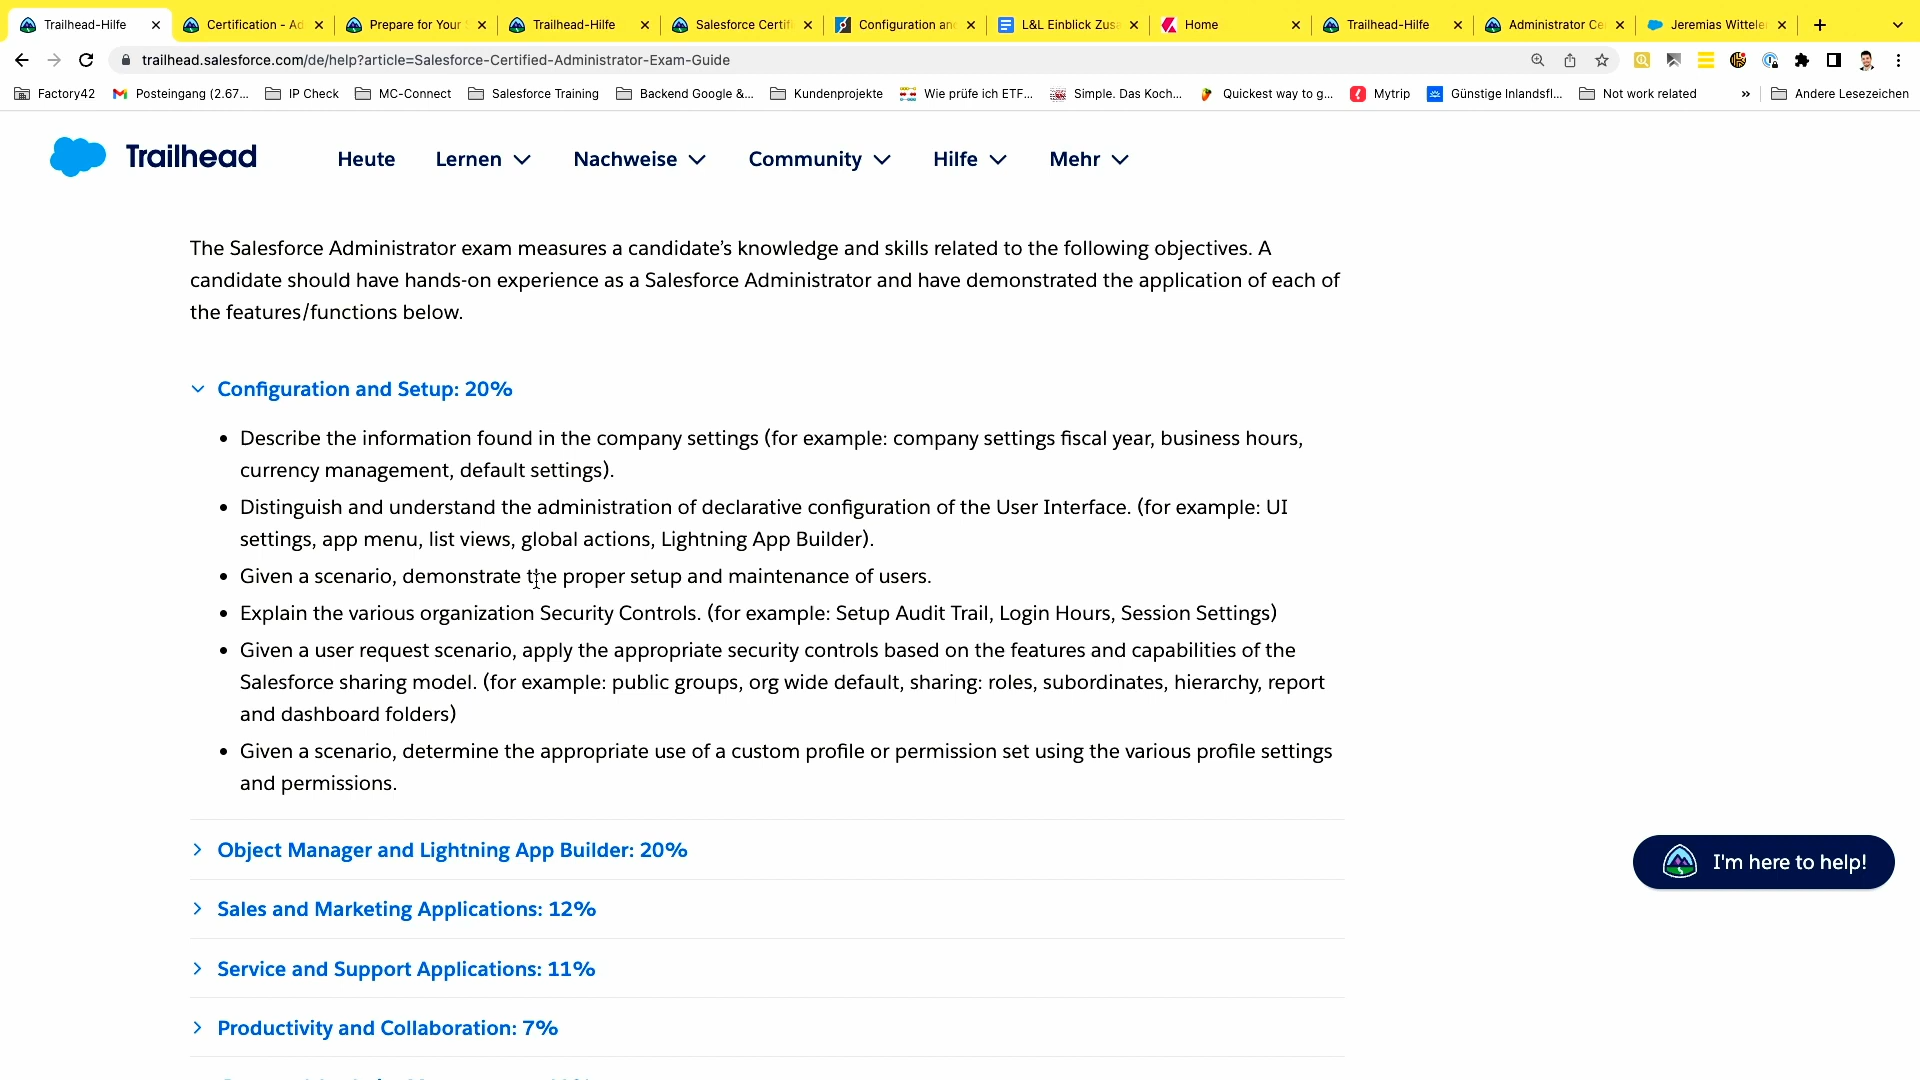 Trailhead-Hilfe
Certification - Ad
Prepare for Your
Trailhead-Hilfe
Salesforce Certifi
Configuration an
L&L Einblick Zus
Home
Trailhead-Hilfe
Administrator Ce
Jeremias Wittele
trailhead.salesforce.com/de/help?article=Salesforce-Certified-Administrator-Exam-Guide
Factory42
Posteingang (2.67...
IP Check
MC-Connect
Salesforce Training
Backend Google &...
Kundenprojekte
Wie prüfe ich ETF...
Simple. Das Koch...
Quickest way to g...
Mytrip
Günstige Inlandsfl...
Not work related
»
Andere Lesezeichen
Trailhead
Heute
Lernen
Nachweise
Community
Hilfe
Mehr
The Salesforce Administrator exam measures a candidate’s knowledge and skills related to the following objectives. A
candidate should have hands-on experience as a Salesforce Administrator and have demonstrated the application of each of
the features/functions below.
Configuration and Setup: 20%
• Describe the information found in the company settings (for example: company settings fiscal year, business hours,
currency management, default settings).
• Distinguish and understand the administration of declarative configuration of the User Interface. (for example: UI
settings, app menu, list views, global actions, Lightning App Builder).
• Given a scenario, demonstrate the proper setup and maintenance of users.
• Explain the various organization Security Controls. (for example: Setup Audit Trail, Login Hours, Session Settings)
• Given a user request scenario, apply the appropriate security controls based on the features and capabilities of the
Salesforce sharing model. (for example: public groups, org wide default, sharing: roles, subordinates, hierarchy, report
and dashboard folders)
• Given a scenario, determine the appropriate use of a custom profile or permission set using the various profile settings
and permissions.
Object Manager and Lightning App Builder: 20%
I'm here to help!
Sales and Marketing Applications: 12%
Service and Support Applications: 11%
Productivity and Collaboration: 7%